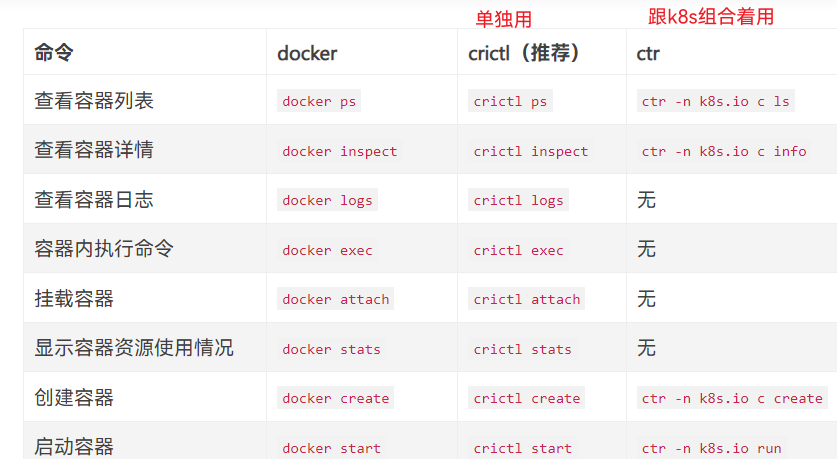 单独用
跟k8s组合着用
命令 docker crictl（推荐） ctr
查看容器列表 docker ps crictl ps ctr -n k8s.io c ls
查看容器详情 docker inspect crictl inspect ctr -n k8s.io c info
查看容器日志 docker logs crictl logs 无
容器内执行命令 docker exec crictl exec 无
挂载容器 docker attach crictl attach 无
显示容器资源使用情况 docker stats crictl stats 无
创建容器 docker create crictl create ctr -n k8s.io c create
启动容器 docker start crictl start ctr -n k8s.io run